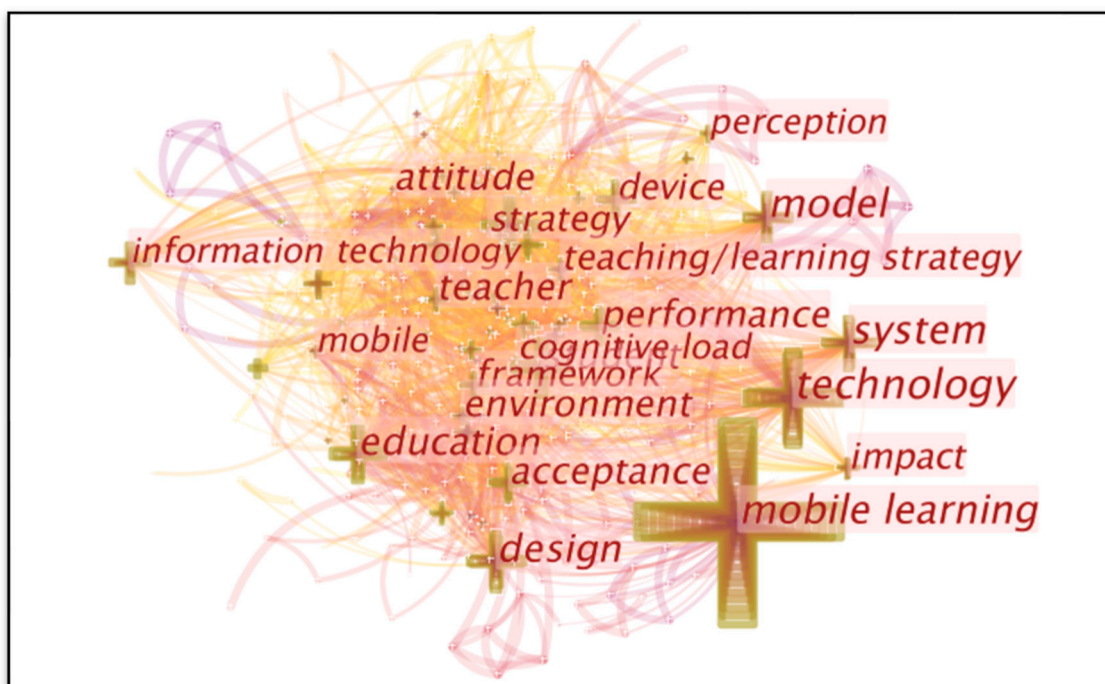 perception
attitude
device
model
strategy
information technology
teaching/learning strategy
teacher
performance
system
mobile
cognitive load
framework
technology
environment
education
impact
acceptance
mobile learning
design